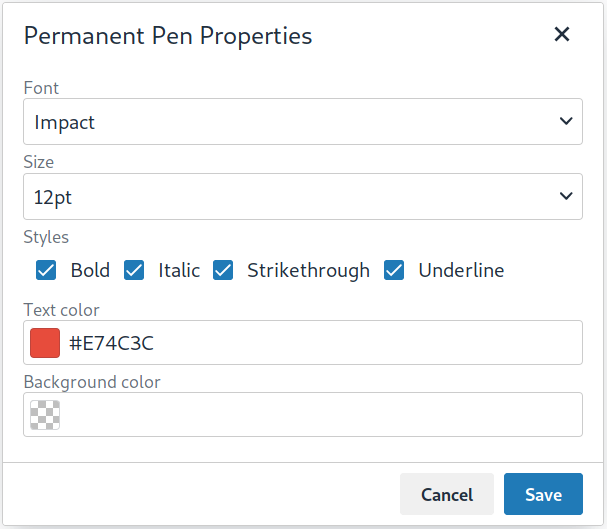 Permanent Pen Properties
Font
Impact
Size
12pt
Styles
Bold Italic Strikethrough Underline
Text color
#E74C3C
Background color
Cancel Save